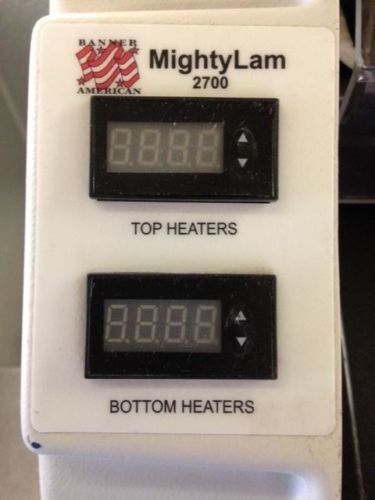 BANNER
AMERICAN
MightyLam
2700
TOP HEATERS
BOTTOM HEATERS